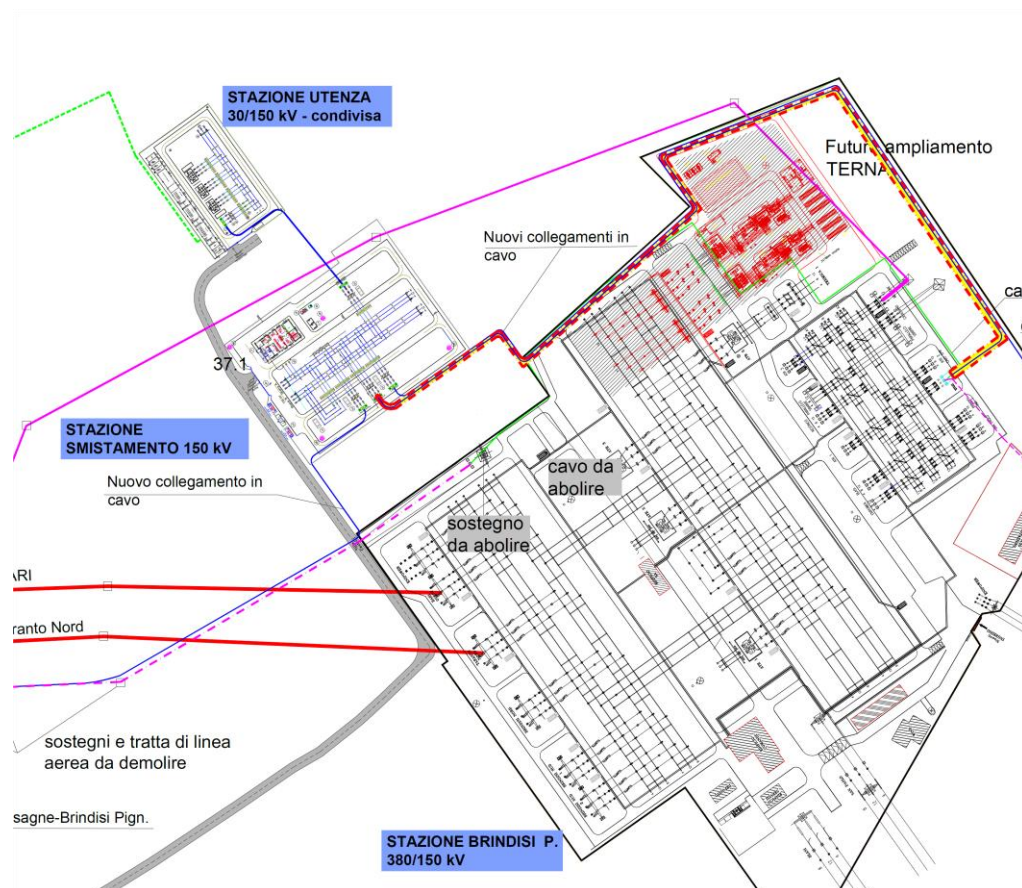 STAZIONE UTENZA
30/150 kV - condivisa
Futuro ampliamento
TERNA
Nuovi collegamenti in
cavo
ca
37.1
STAZIONE
SMISTAMENTO 150 kV
Nuovo collegamento in
cavo
cavo da
abolire
sostegno
da abolire
ARI
ranto Nord
sostegni e tratta di linea
aerea da demolire
sagne-Brindisi Pign.
STAZIONE BRINDISI P.
380/150 kV